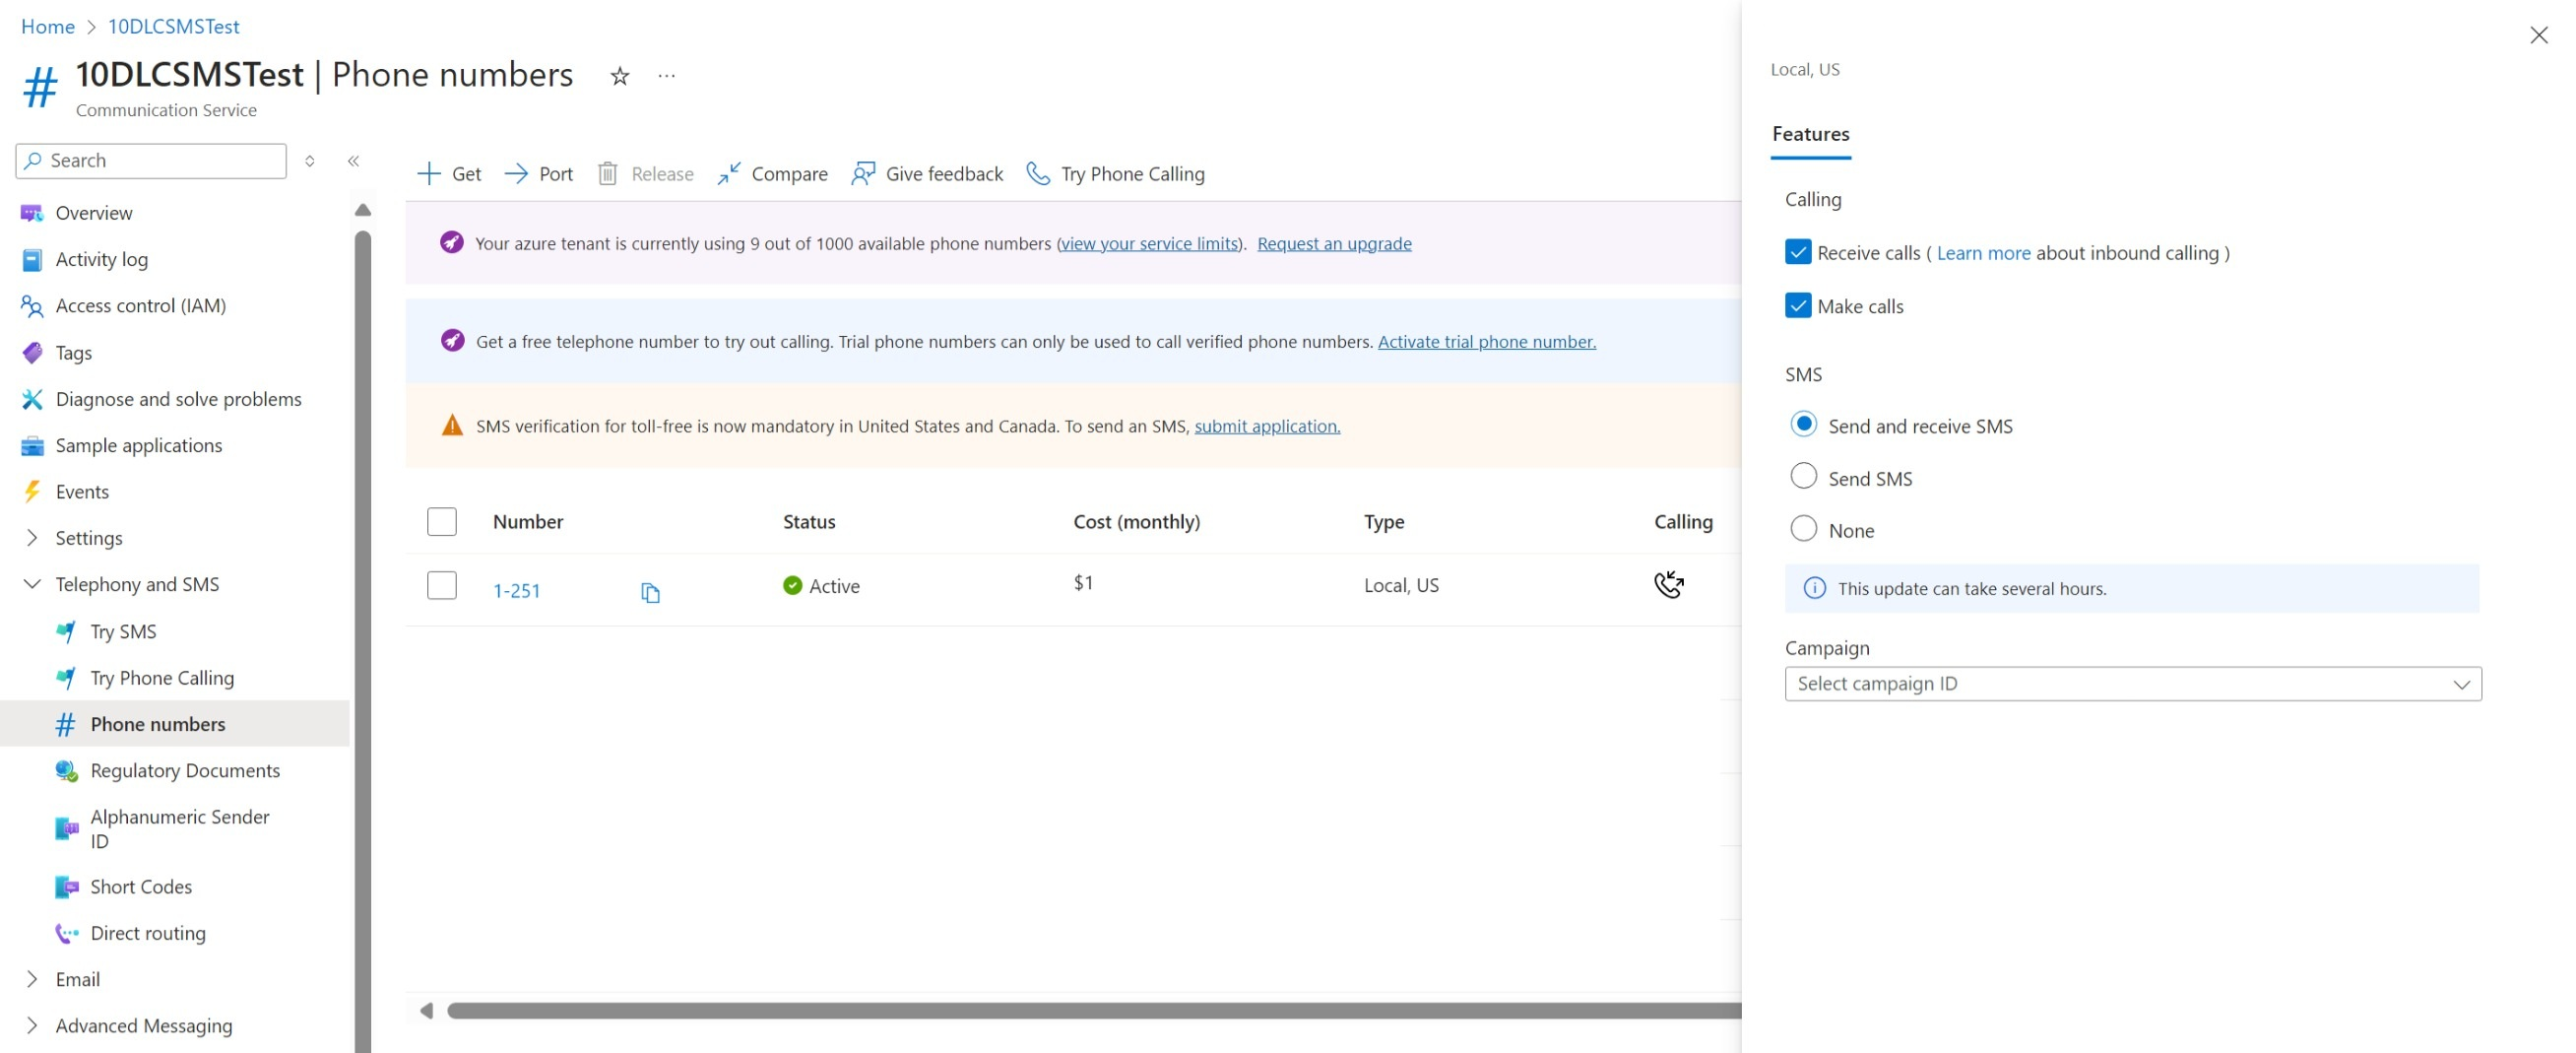 Home > 10DLCSMSTest
10DLCSMSTest | Phone numbers
Communication Service
Search
Overview
Activity log
Access control (IAM)
Tags
Diagnose and solve problems
Sample applications
Events
Settings
Telephony and SMS
Try SMS
Try Phone Calling
Phone numbers
Regulatory Documents
Alphanumeric Sender
ID
Short Codes
Direct routing
Email
Advanced Messaging
Get Port Release Compare Give feedback Try Phone Calling
Your azure tenant is currently using 9 out of 1000 available phone numbers (view your service limits). Request an upgrade
Get a free telephone number to try out calling. Trial phone numbers can only be used to call verified phone numbers. Activate trial phone number.
SMS verification for toll-free is now mandatory in United States and Canada. To send an SMS, submit application.
Number Status Cost (monthly) Type Calling
1-251 Active $1 Local, US
Local, US
Features
Calling
Receive calls ( Learn more about inbound calling )
Make calls
SMS
Send and receive SMS
Send SMS
None
This update can take several hours.
Campaign
Select campaign ID